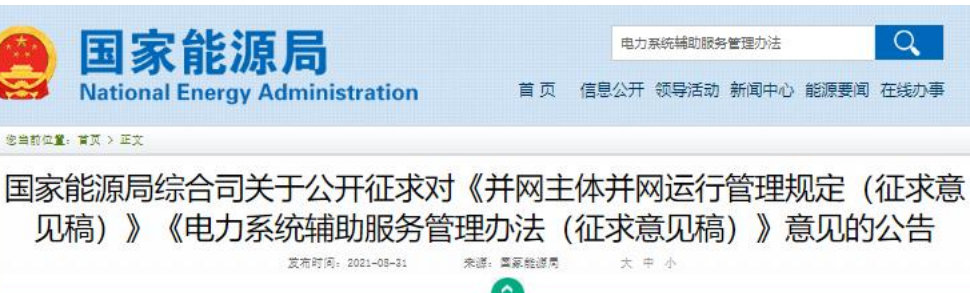 国家能源局
National Energy Administration
电力系统辅助服务管理办法
首页 信息公开 领导活动 新闻中心 能源要闻 在线办事
您当前位置：首页 > 正文
国家能源局综合司关于公开征求对《并网主体并网运行管理规定（征求意
见稿）》《电力系统辅助服务管理办法（征求意见稿）》意见的公告
发布时间：2021-08-31 来源：国家能源局 大 中 小